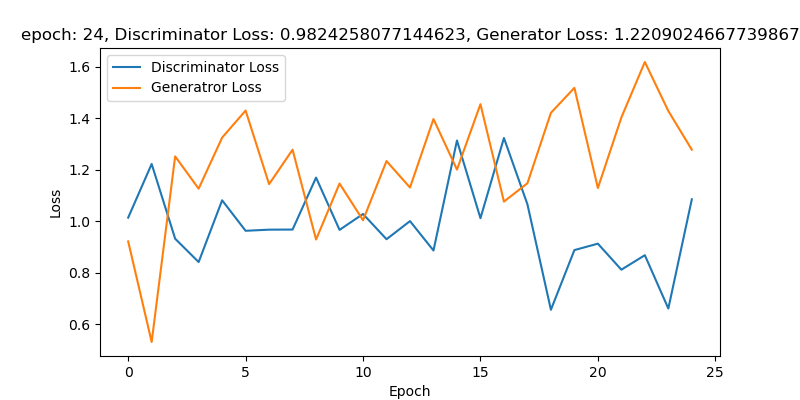 epoch: 24, Discriminator Loss: 0.9824258077144623, Generator Loss: 1.2209024667739867
Discriminator Loss
Generatror Loss
1.6
1.4
1.2
1.0
0.8
0.6
Loss
0
5
10
15
20
25
Epoch